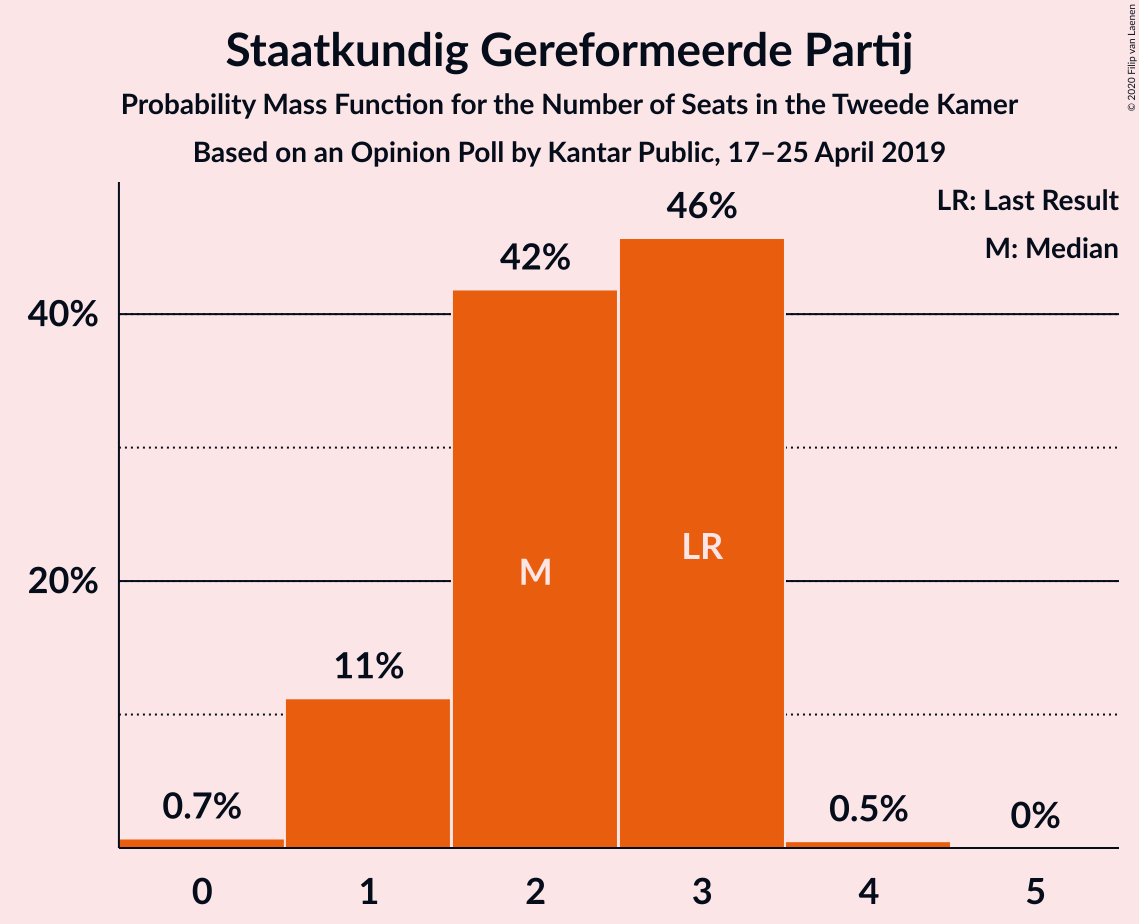 Staatkundig Gereformeerde Partij
Probability Mass Function for the Number of Seats in the Tweede Kamer
Based on an Opinion Poll by Kantar Public, 17–25 April 2019
© 2020 Filip van Laenen
LR: Last Result
M: Median
46%
42%
40%
LR
M
20%
11%
0.7%
0.5%
0%
0 1 2 3 4 5